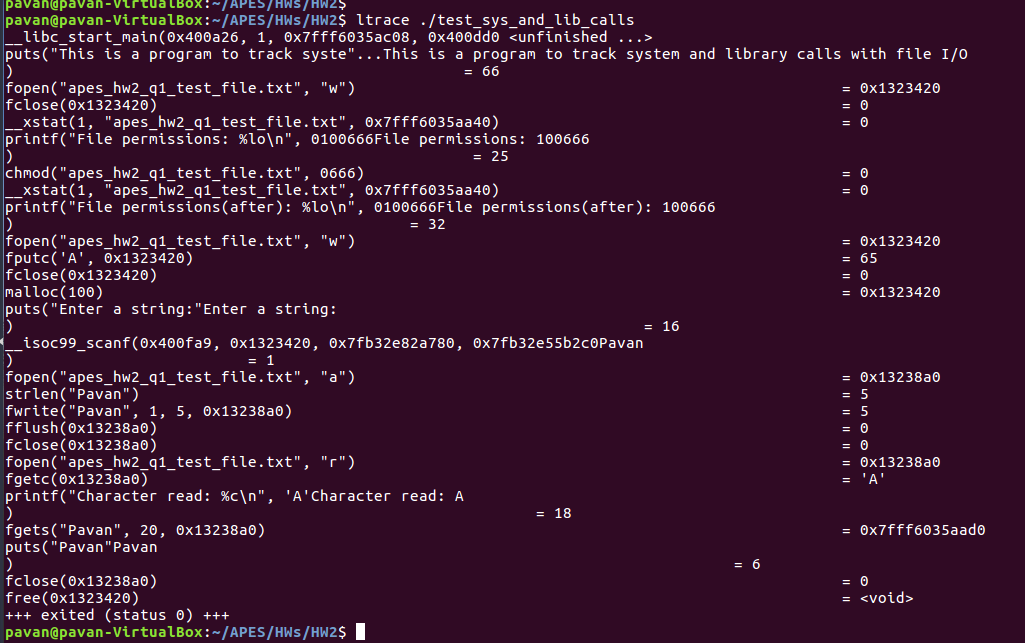 pavan@pavan-VirtualBox:~/APES/HWs/HW2$
pavan@pavan-VirtualBox:~/APES/HWs/HW2$ ltrace ./test_sys_and_lib_calls
__libc_start_main(0x400a26, 1, 0x7fff6035ac08, 0x400dd0 <unfinished ...>
puts("This is a program to track syste"...This is a program to track system and library calls with file I/O
) = 66
fopen("apes_hw2_q1_test_file.txt", "w") = 0x1323420
fclose(0x1323420) = 0
__xstat(1, "apes_hw2_q1_test_file.txt", 0x7fff6035aa40) = 0
printf("File permissions: %lo\n", 0100666File permissions: 100666
) = 25
chmod("apes_hw2_q1_test_file.txt", 0666) = 0
__xstat(1, "apes_hw2_q1_test_file.txt", 0x7fff6035aa40) = 0
printf("File permissions(after): %lo\n", 0100666File permissions(after): 100666
) = 32
fopen("apes_hw2_q1_test_file.txt", "w") = 0x1323420
fputc('A', 0x1323420) = 65
fclose(0x1323420) = 0
malloc(100) = 0x1323420
puts("Enter a string:"Enter a string:
) = 16
__isoc99_scanf(0x400fa9, 0x1323420, 0x7fb32e82a780, 0x7fb32e55b2c0Pavan
) = 1
fopen("apes_hw2_q1_test_file.txt", "a") = 0x13238a0
strlen("Pavan") = 5
fwrite("Pavan", 1, 5, 0x13238a0) = 5
fflush(0x13238a0) = 0
fclose(0x13238a0) = 0
fopen("apes_hw2_q1_test_file.txt", "r") = 0x13238a0
fgetc(0x13238a0) = 'A'
printf("Character read: %c\n", 'A'Character read: A
) = 18
fgets("Pavan", 20, 0x13238a0) = 0x7fff6035aad0
puts("Pavan"Pavan
) = 6
fclose(0x13238a0) = 0
free(0x1323420) = <void>
+++ exited (status 0) +++
pavan@pavan-VirtualBox:~/APES/HWs/HW2$